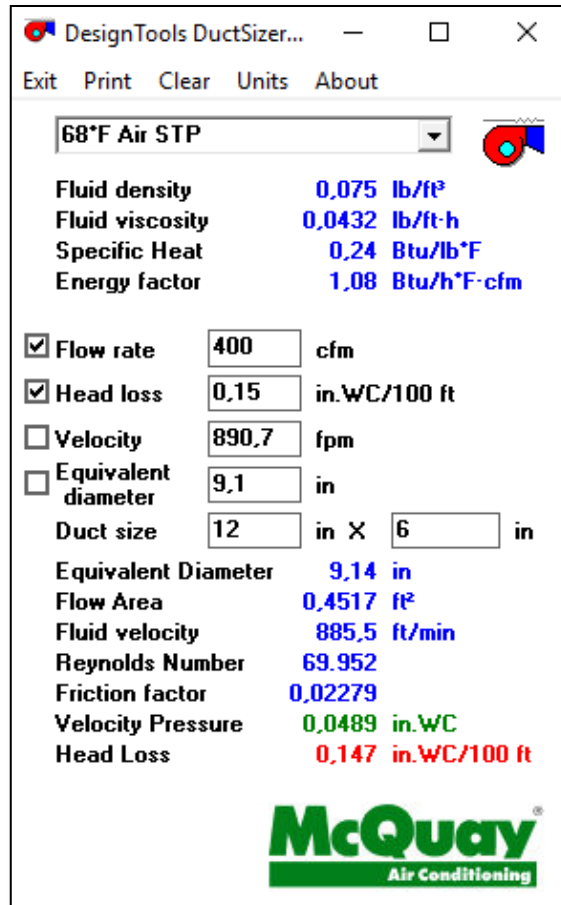 DesignTools DuctSizer...
Exit Print Clear Units About
68°F Air STP
Fluid density 0,075 lb/ft³
Fluid viscosity 0,0432 lb/ft·h
Specific Heat 0,24 Btu/lb°F
Energy factor 1,08 Btu/h°F·cfm
Flow rate 400 cfm
Head loss 0,15 in.WC/100 ft
Velocity 890,7 fpm
Equivalent
diameter 9,1 in
Duct size 12 in X 6 in
Equivalent Diameter 9,14 in
Flow Area 0,4517 ft²
Fluid velocity 885,5 ft/min
Reynolds Number 69.952
Friction factor 0,02279
Velocity Pressure 0,0489 in.WC
Head Loss 0,147 in.WC/100 ft
McQuay®
Air Conditioning